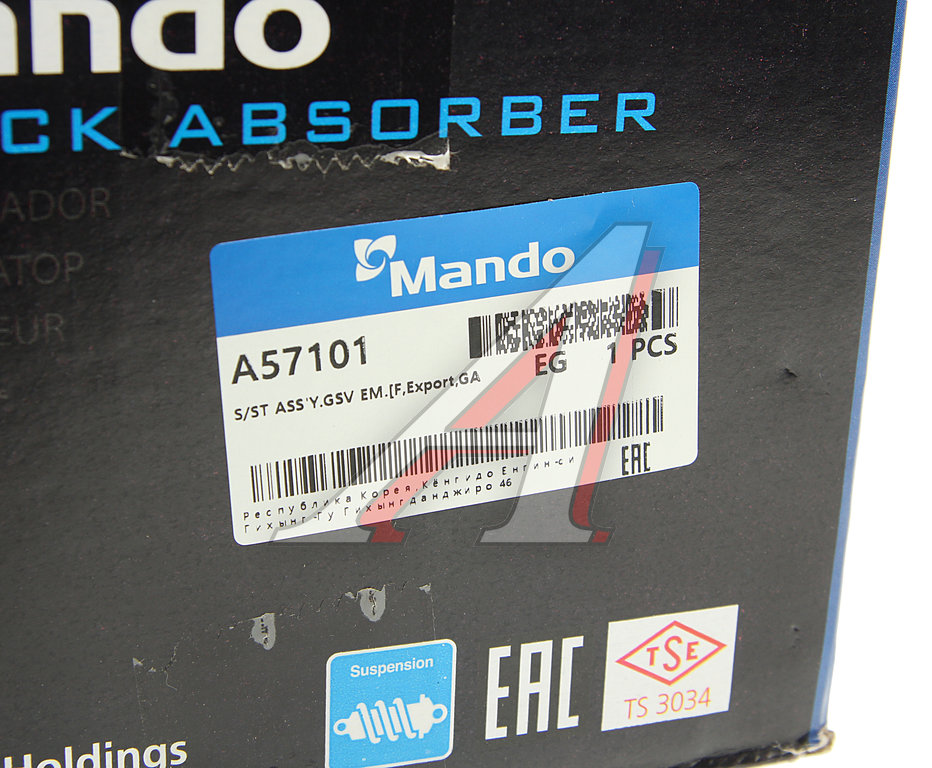 ando
CK ABSORBER
ADOR
ATOP
EUR
Mando
A57101
EG 1 PCS
S/ST ASS'Y.GSV EM.[F,Export,GA
Республика Корея,Кёнгидо Енгин-си
Гихынг-Гу Гихынгданджиро 46
EAC
Suspension
EAC
TSE
TS 3034
Holdings